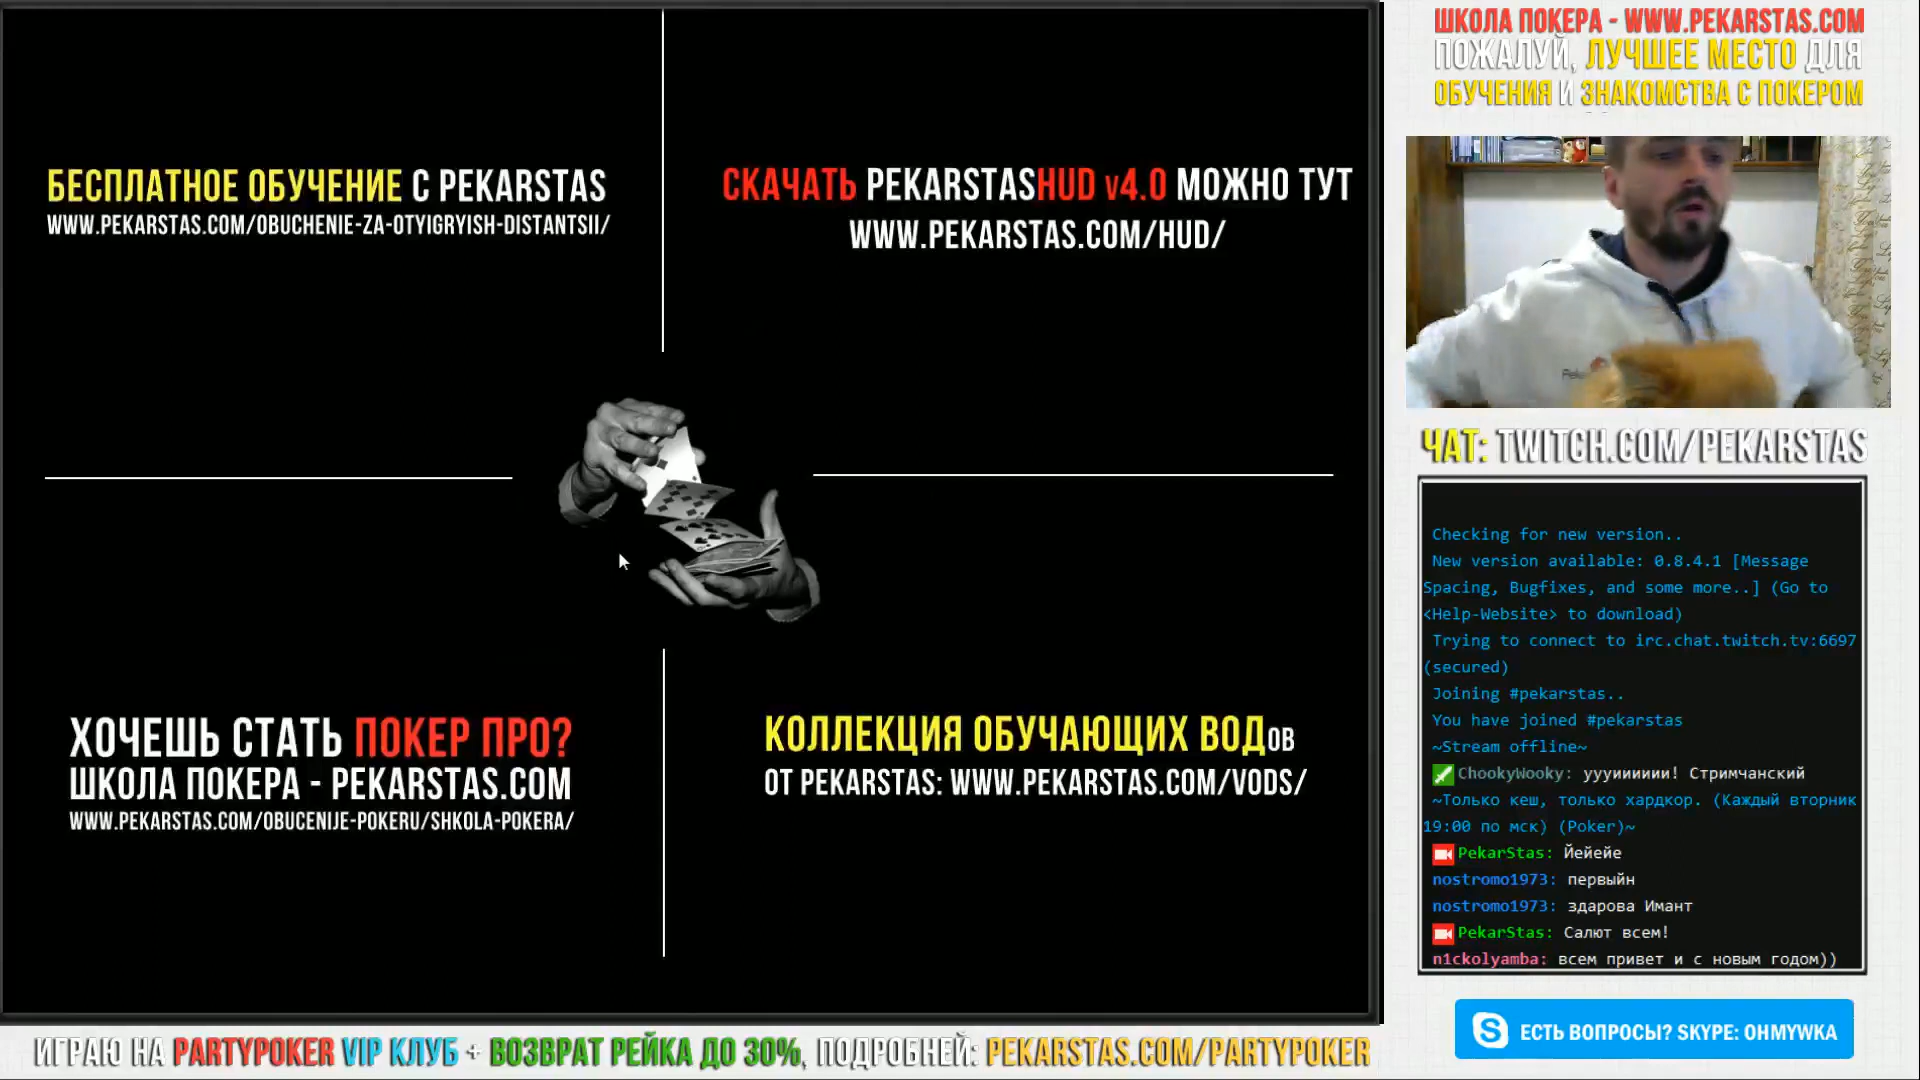 БЕСПЛАТНОЕ ОБУЧЕНИЕ С PEKARSTAS
WWW.PEKARSTAS.COM/OBUCHENIE-ZA-OTYIGRYISH-DISTANTSII/
СКАЧАТЬ PEKARSTASHUD v4.0 МОЖНО ТУТ
WWW.PEKARSTAS.COM/HUD/
ХОЧЕШЬ СТАТЬ ПОКЕР ПРО?
ШКОЛА ПОКЕРА - PEKARSTAS.COM
WWW.PEKARSTAS.COM/OBUCENIJE-POKERU/SHKOLA-POKERA/
КОЛЛЕКЦИЯ ОБУЧАЮЩИХ ВОДОВ
ОТ PEKARSTAS: WWW.PEKARSTAS.COM/VODS/
ИГРАЮ НА PARTYPOKER VIP КЛУБ + ВОЗВРАТ РЕЙКА ДО 30%, ПОДРОБНЕЙ: PEKARSTAS.COM/PARTYPOKER
ШКОЛА ПОКЕРА - WWW.PEKARSTAS.COM
ПОЖАЛУЙ, ЛУЧШЕЕ МЕСТО ДЛЯ
ОБУЧЕНИЯ И ЗНАКОМСТВА С ПОКЕРОМ
ЧАТ: TWITCH.COM/PEKARSTAS
Checking for new version..
New version available: 0.8.4.1 [Message
Spacing, Bugfixes, and some more..] (Go to
<Help-Website> to download)
Trying to connect to irc.chat.twitch.tv:6697
(secured)
Joining #pekarstas..
You have joined #pekarstas
~Stream offline~
ChookyWooky: уууииииии! Стримчанский
~Только кеш, только хардкор. (Каждый вторник
19:00 по мск) (Poker)~
PekarStas: Йейейе
nostromo1973: первыйн
nostromo1973: здарова Имант
PekarStas: Салют всем!
n1ckolyamba: всем привет и с новым годом))
ЕСТЬ ВОПРОСЫ? SKYPE: OHMYWKA